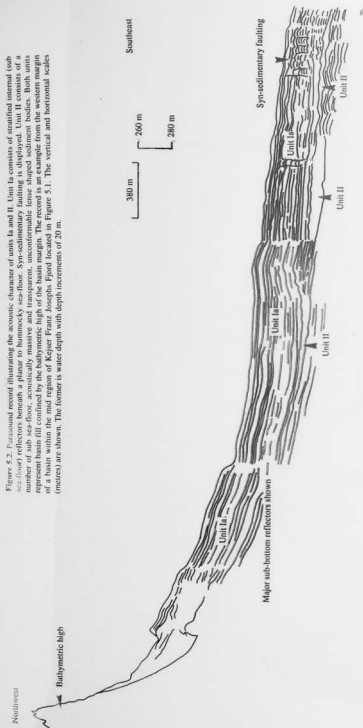 Figure 5.2. Parasound record illustrating the acoustic character of units Ia and II. Unit Ia consists of stratified internal (sub
sea-floor) reflectors beneath a planar to hummocky sea-floor. Syn-sedimentary faulting is displayed. Unit II consists of a
number of sub sea-floor, acoustically massive and transparent, unconformable lense shaped sediment bodies. Both units
represent basin fill confined by the bathymetric high of the basin margin. The record is an example from the western margin
of a basin within the mid region of Kejser Franz Josephs Fjord located in Figure 5.1. The vertical and horizontal scales
(metres) are shown. The former is water depth with depth increments of 20 m.
Northwest
Southeast
Bathymetric high
380 m
260 m
280 m
Syn-sedimentary faulting
Unit Ia
Unit Ia
Unit Ia
Major sub-bottom reflectors shown
Unit II
Unit II
Unit II
Unit II